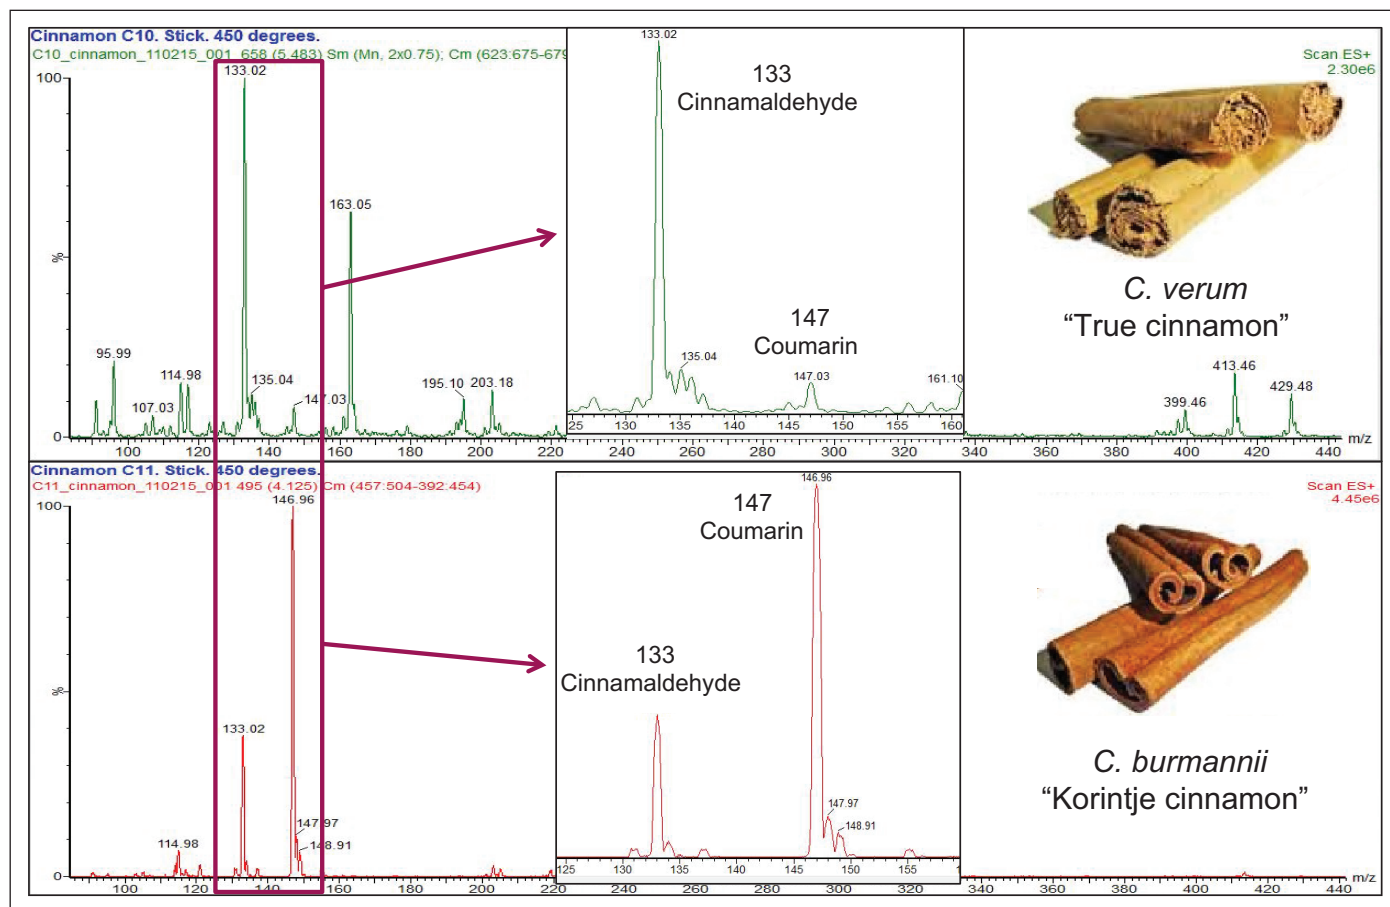 Cinnamon C10. Stick. 450 degrees.
C10_cinnamon_110215_001 658 (5.483) Sm (Mn, 2x0.75); Cm (623:675-679
Scan ES+
2.30e6
100
%
0
133.02
163.05
95.99
107.03
114.98
135.04
147.03
195.10
203.18
399.46
413.46
429.48
100 120 140 160 180 200 220 240 260 280 300 320 340 360 380 400 420 440 m/z
133.02
133
Cinnamaldehyde
147
Coumarin
135.04
147.03
161.10
125 130 135 140 145 150 155 160
C. verum
“True cinnamon”
Cinnamon C11. Stick. 450 degrees.
C11_cinnamon_110215_001 495 (4.125) Cm (457:504-392:454)
Scan ES+
4.45e6
100
%
0
146.96
133.02
114.98
147.97
148.91
100 120 140 160 180 200 220 240 260 280 300 320 340 360 380 400 420 440 m/z
146.96
147
Coumarin
133
Cinnamaldehyde
147.97
148.91
125 130 135 140 145 150 155
C. burmannii
“Korintje cinnamon”